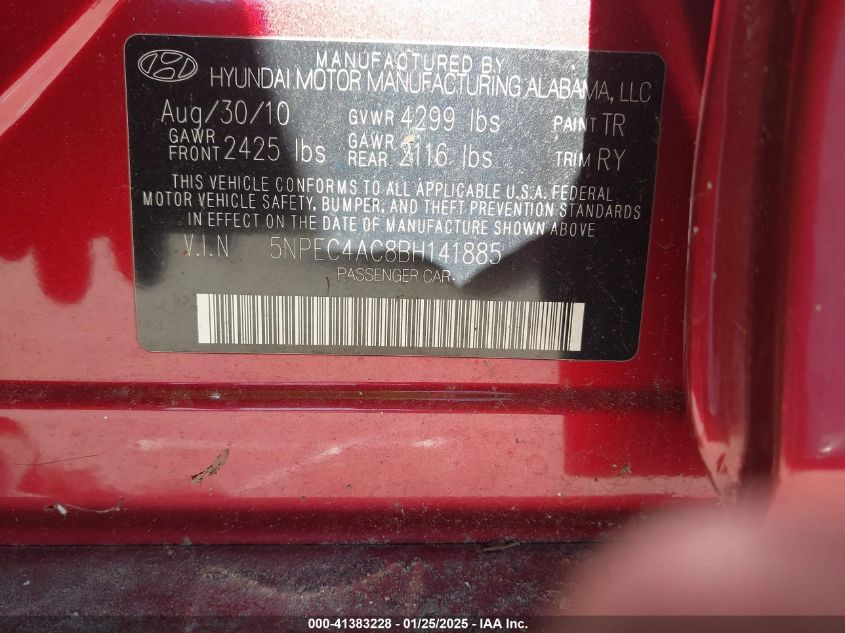 MANUFACTURED BY
HYUNDAI MOTOR MANUFACTURING ALABAMA, LLC
Aug/30/10 GVWR 4299 lbs PAINT TR
GAWR FRONT 2425 lbs GAWR REAR 2116 lbs TRIM RY
THIS VEHICLE CONFORMS TO ALL APPLICABLE U.S.A. FEDERAL
MOTOR VEHICLE SAFETY, BUMPER, AND THEFT PREVENTION STANDARDS
IN EFFECT ON THE DATE OF MANUFACTURE SHOWN ABOVE.
V.I.N 5NPEC4AC8BH141885
PASSENGER CAR
000-41383228 - 01/25/2025 - IAA Inc.